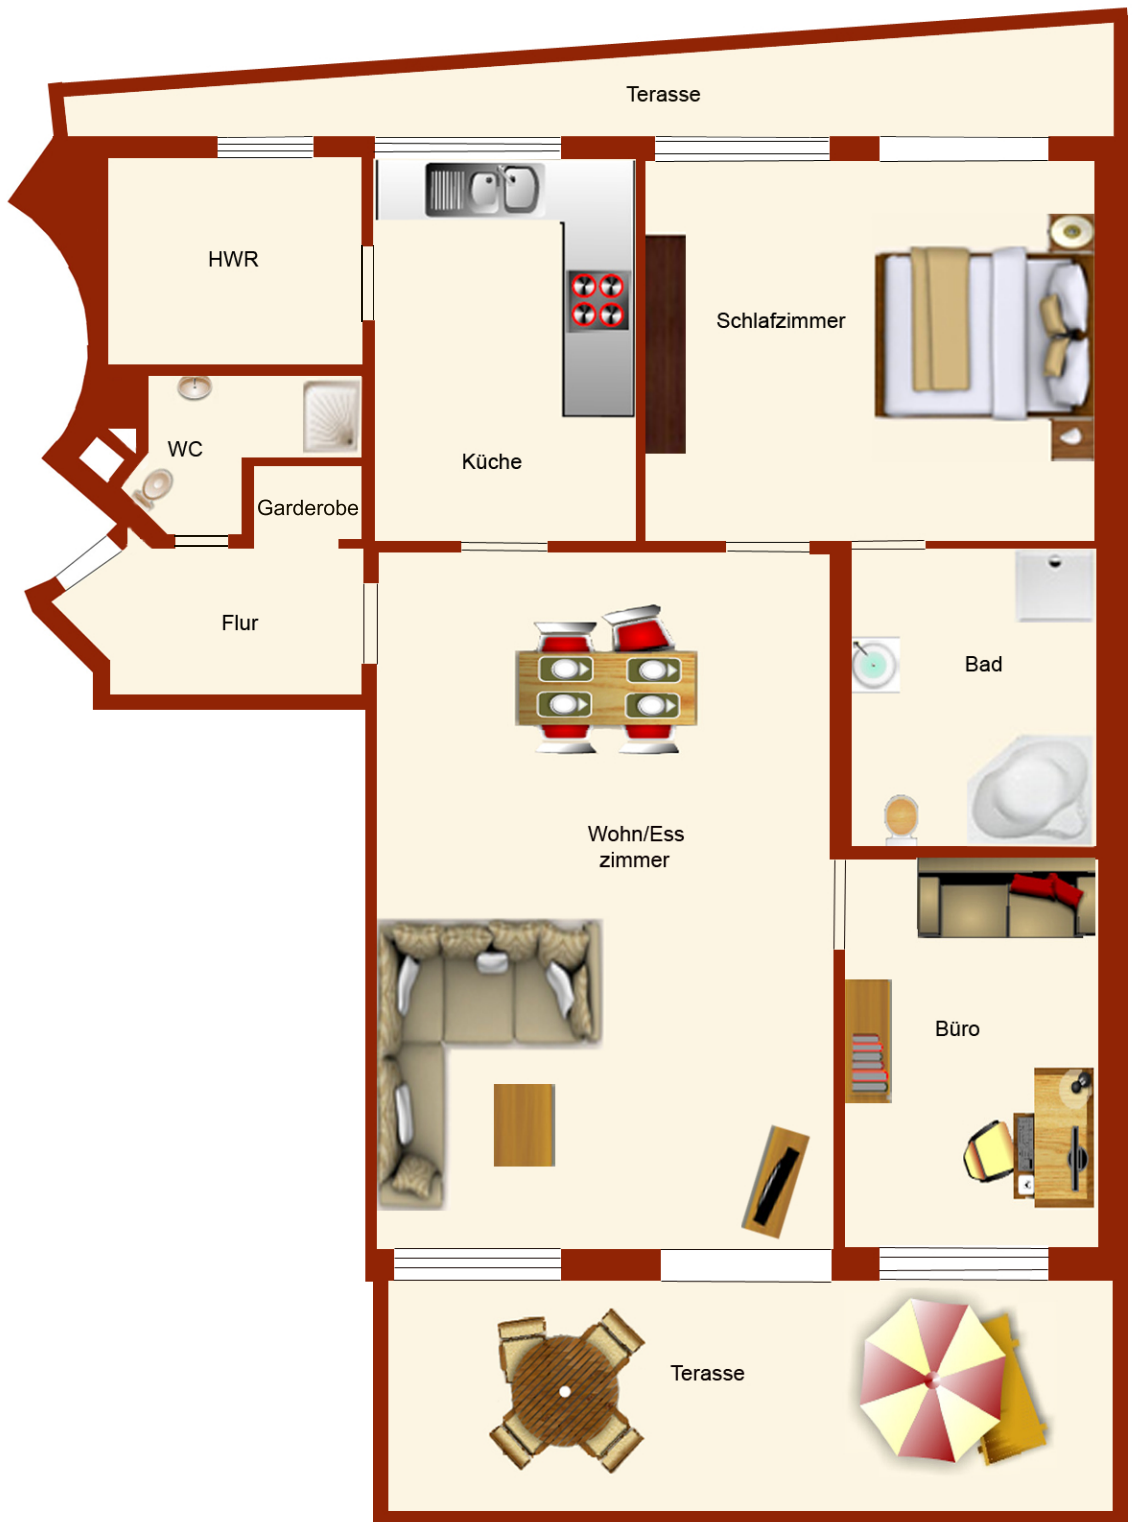 Terasse
HWR
Schlafzimmer
WC
Küche
Garderobe
Flur
Bad
Wohn/Ess
zimmer
Büro
Terasse